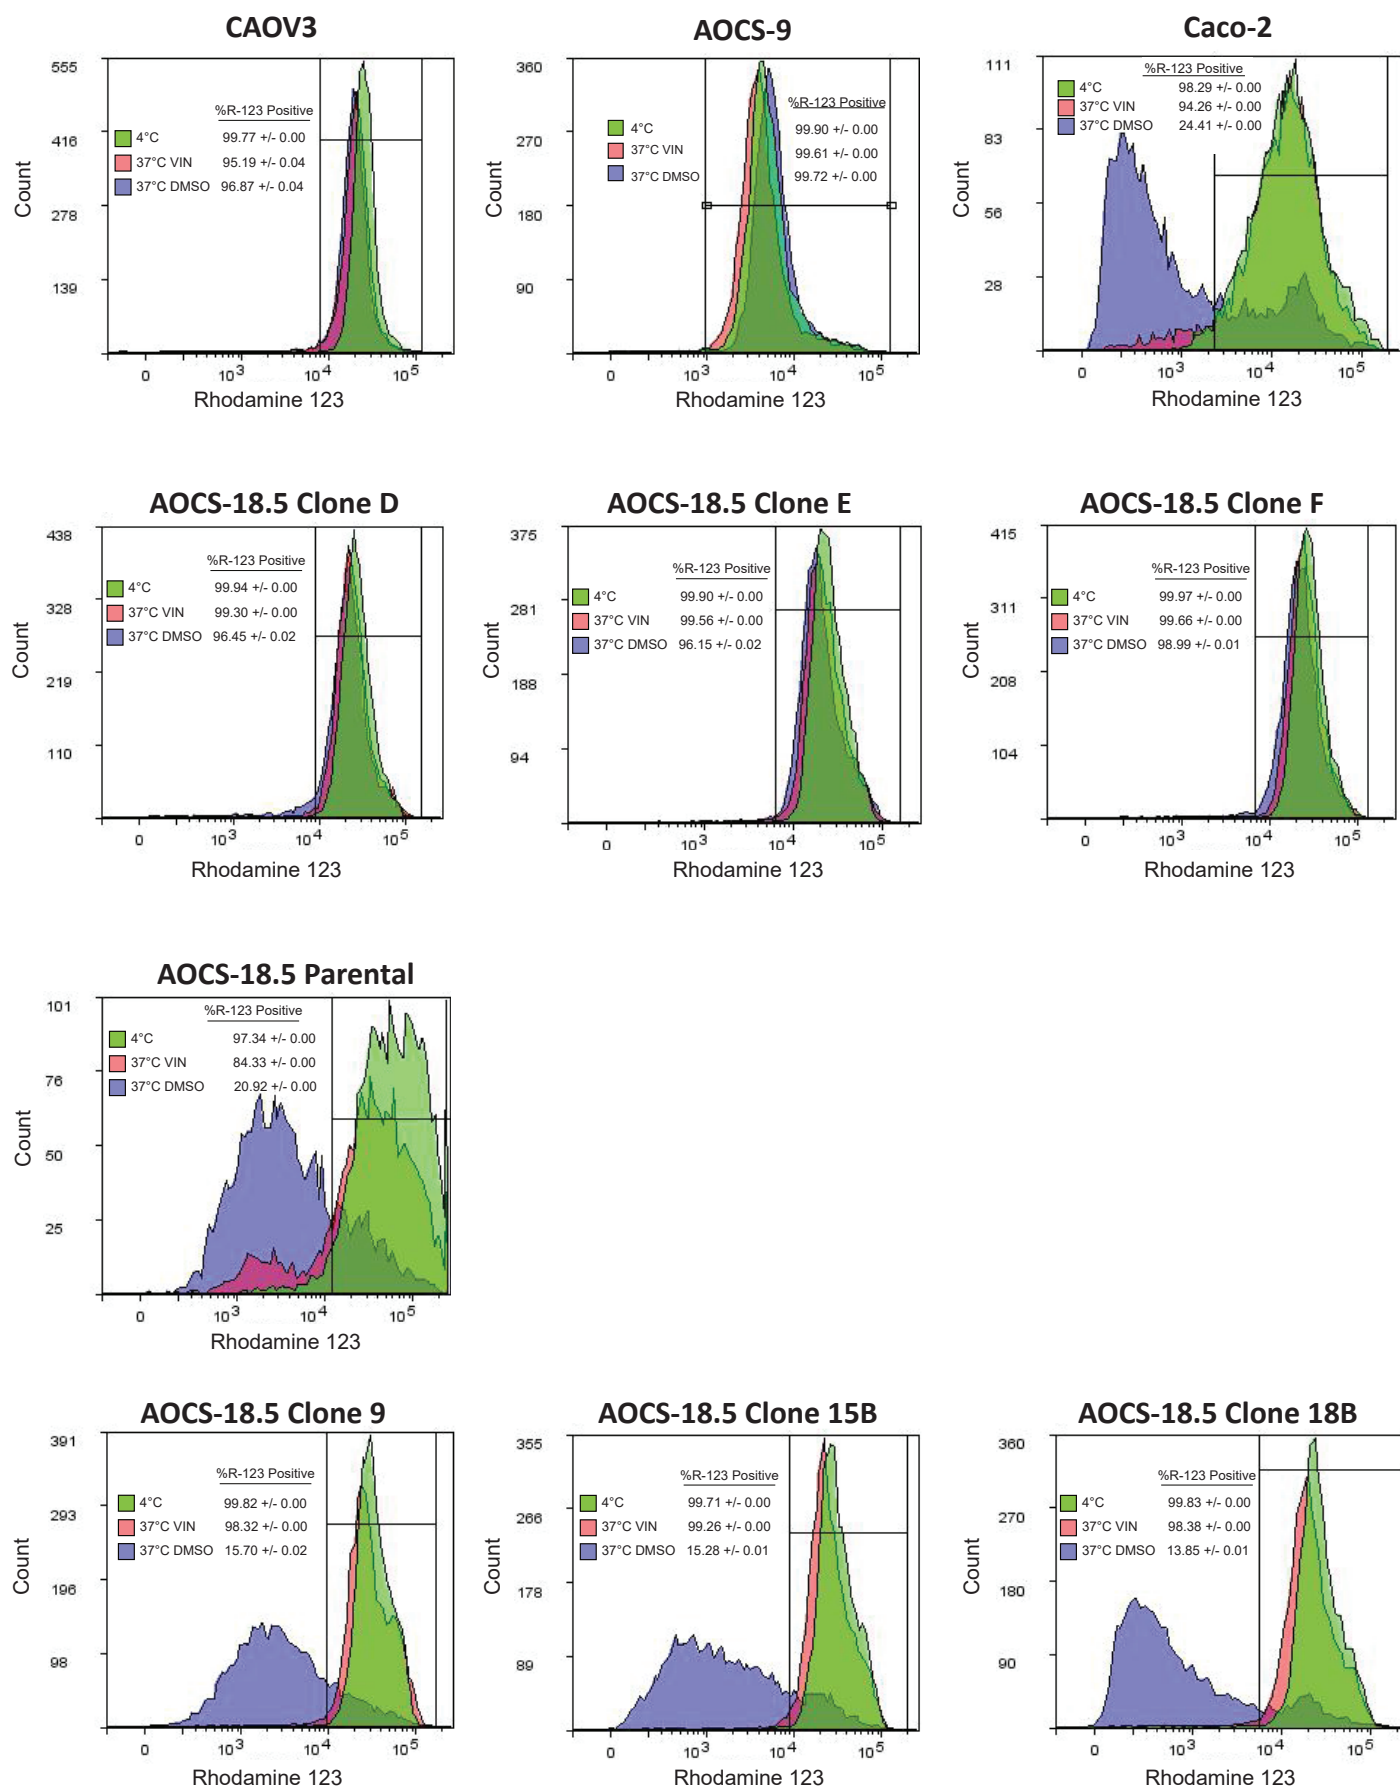 CAOV3
555
416
278
139
Count
%R-123 Positive
4°C 99.77 +/- 0.00
37°C VIN 95.19 +/- 0.04
37°C DMSO 96.87 +/- 0.04
0 10³ 10⁴ 10⁵
Rhodamine 123
AOCS-9
360
270
180
90
Count
%R-123 Positive
4°C 99.90 +/- 0.00
37°C VIN 99.61 +/- 0.00
37°C DMSO 99.72 +/- 0.00
0 10³ 10⁴ 10⁵
Rhodamine 123
Caco-2
111
83
56
28
Count
%R-123 Positive
4°C 98.29 +/- 0.00
37°C VIN 94.26 +/- 0.00
37°C DMSO 24.41 +/- 0.00
0 10³ 10⁴ 10⁵
Rhodamine 123
AOCS-18.5 Clone D
438
328
219
110
Count
%R-123 Positive
4°C 99.94 +/- 0.00
37°C VIN 99.30 +/- 0.00
37°C DMSO 96.45 +/- 0.02
0 10³ 10⁴ 10⁵
Rhodamine 123
AOCS-18.5 Clone E
375
281
188
94
Count
%R-123 Positive
4°C 99.90 +/- 0.00
37°C VIN 99.56 +/- 0.00
37°C DMSO 96.15 +/- 0.02
0 10³ 10⁴ 10⁵
Rhodamine 123
AOCS-18.5 Clone F
415
311
208
104
Count
%R-123 Positive
4°C 99.97 +/- 0.00
37°C VIN 99.66 +/- 0.00
37°C DMSO 98.99 +/- 0.01
0 10³ 10⁴ 10⁵
Rhodamine 123
AOCS-18.5 Parental
101
76
50
25
Count
%R-123 Positive
4°C 97.34 +/- 0.00
37°C VIN 84.33 +/- 0.00
37°C DMSO 20.92 +/- 0.00
0 10³ 10⁴ 10⁵
Rhodamine 123
AOCS-18.5 Clone 9
391
293
196
98
Count
%R-123 Positive
4°C 99.82 +/- 0.00
37°C VIN 98.32 +/- 0.00
37°C DMSO 15.70 +/- 0.02
0 10³ 10⁴ 10⁵
Rhodamine 123
AOCS-18.5 Clone 15B
355
266
178
89
Count
%R-123 Positive
4°C 99.71 +/- 0.00
37°C VIN 99.26 +/- 0.00
37°C DMSO 15.28 +/- 0.01
0 10³ 10⁴ 10⁵
Rhodamine 123
AOCS-18.5 Clone 18B
360
270
180
90
Count
%R-123 Positive
4°C 99.83 +/- 0.00
37°C VIN 98.38 +/- 0.00
37°C DMSO 13.85 +/- 0.01
0 10³ 10⁴ 10⁵
Rhodamine 123